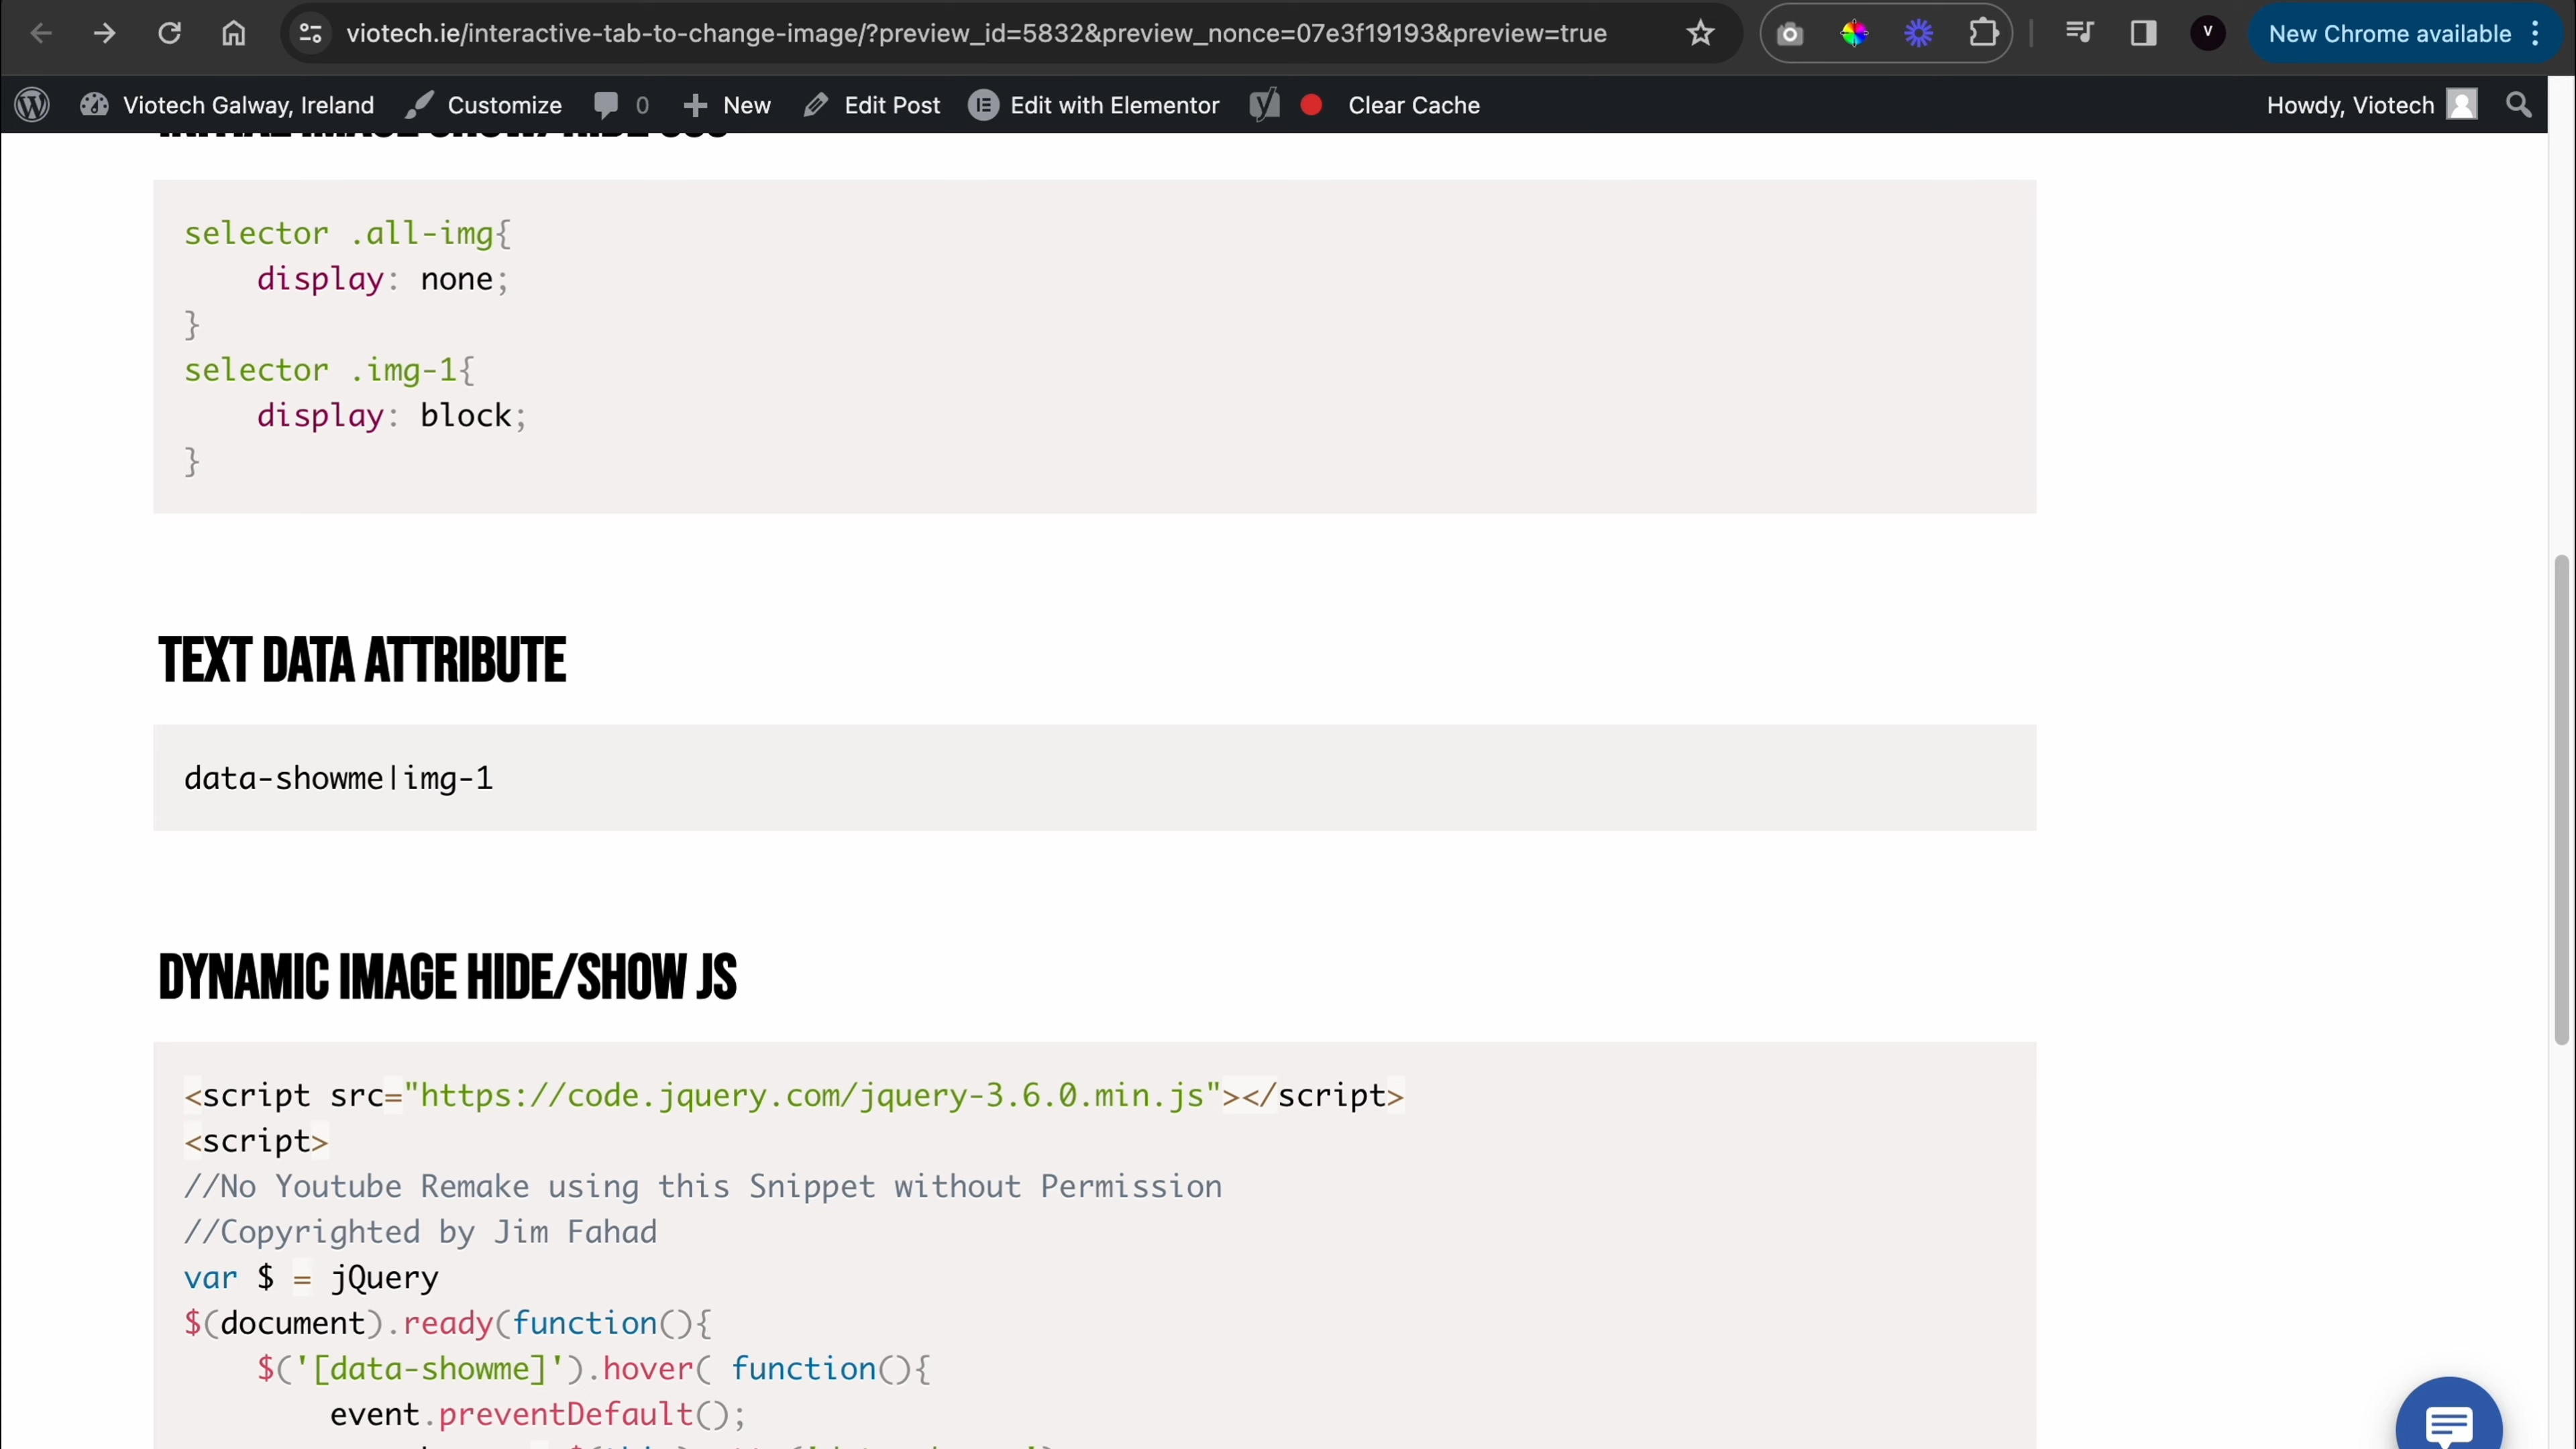 viotech.ie/interactive-tab-to-change-image/?preview_id=5832&preview_nonce=07e3f19193&preview=true
V
New Chrome available
Viotech Galway, Ireland
Customize
0
New
Edit Post
Edit with Elementor
Clear Cache
Howdy, Viotech
selector .all-img{
display: none;
}
selector .img-1{
display: block;
}
TEXT DATA ATTRIBUTE
data-showme|img-1
DYNAMIC IMAGE HIDE/SHOW JS
<script src="https://code.jquery.com/jquery-3.6.0.min.js"></script>
<script>
//No Youtube Remake using this Snippet without Permission
//Copyrighted by Jim Fahad
var $ = jQuery
$(document).ready(function(){
$('[data-showme]').hover( function(){
event.preventDefault();